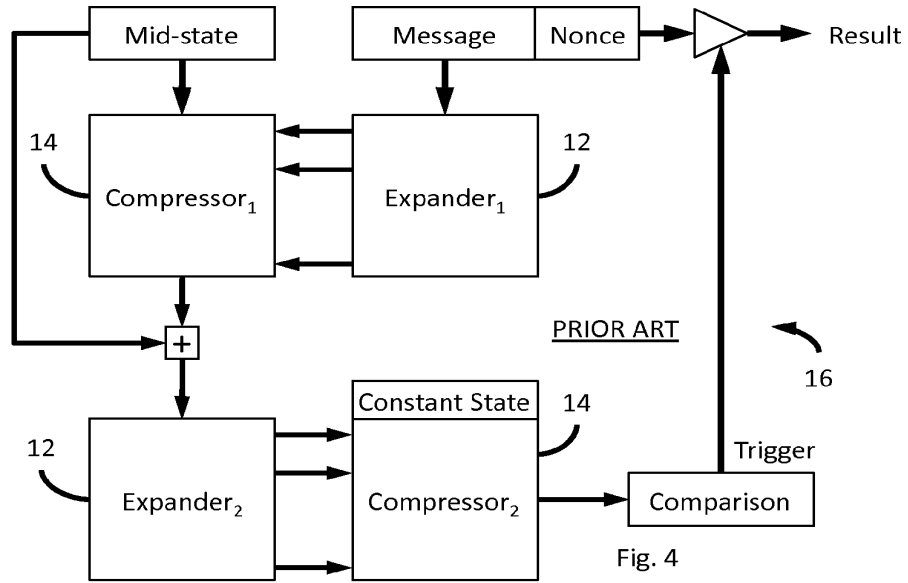 Mid-state
Message
Nonce
Result
14
12
Compressor1
Expander1
+
PRIOR ART
16
Constant State
14
12
Trigger
Expander2
Compressor2
Comparison
Fig. 4